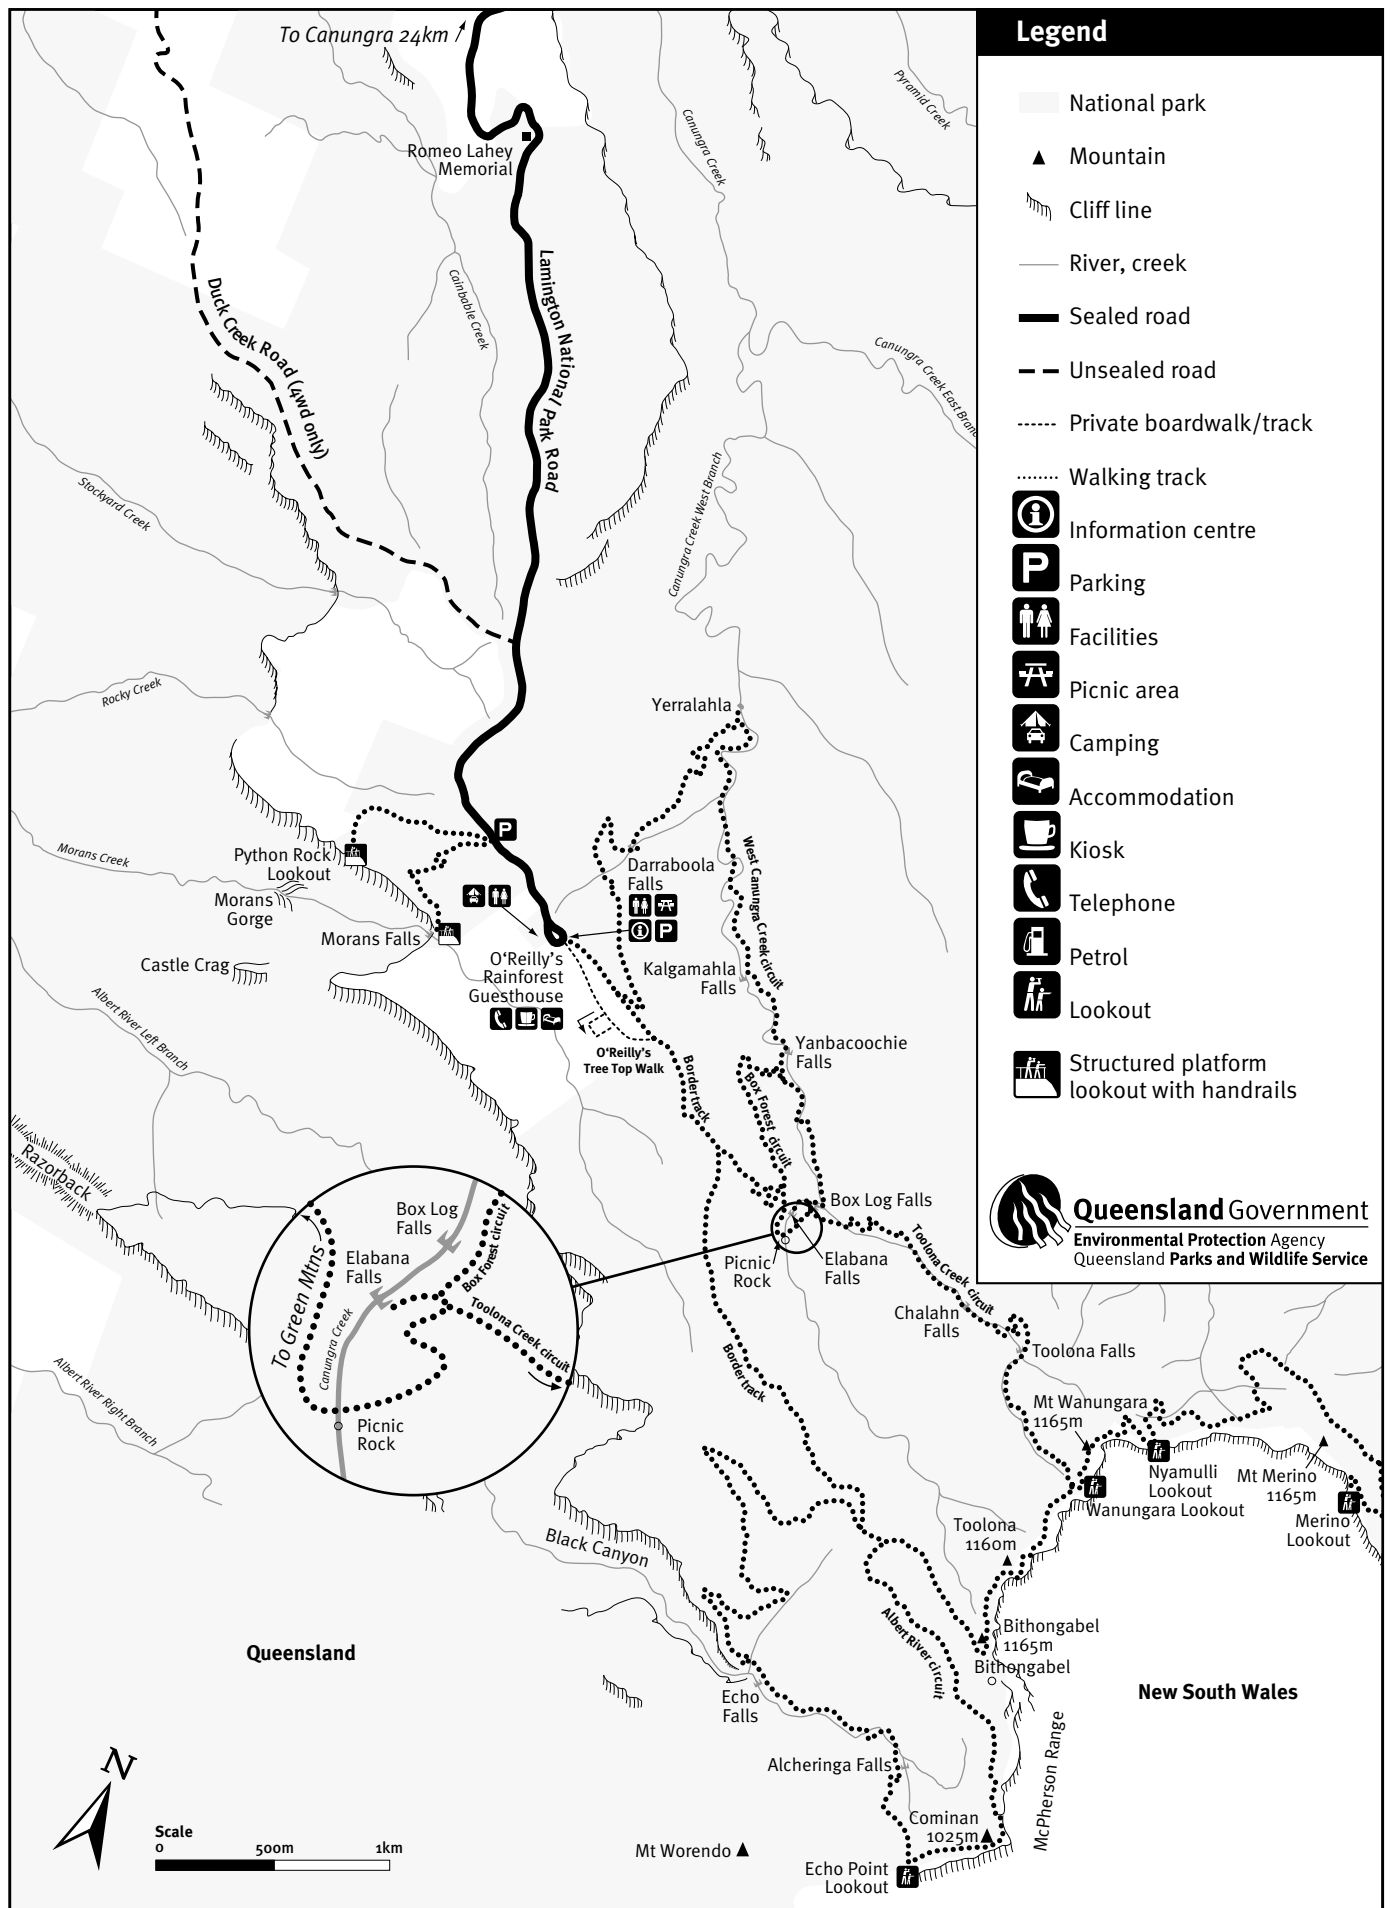 To Canungra 24km
Romeo Lahey
Memorial
Canungra Creek
Pyramid Creek
Cainbable Creek
Lamington National Park Road
Duck Creek Road (4wd only)
Canungra Creek East Branc
Canungra Creek West Branch
Stockyard Creek
Rocky Creek
Yerralahla
Python Rock
Lookout
Morans Creek
Morans
Gorge
Morans Falls
P
Darraboola
Falls
i P
West Canungra Creek circuit
Castle Crag
O'Reilly's
Rainforest
Guesthouse
Kalgamahla
Falls
Albert River Left Branch
O'Reilly's
Tree Top Walk
Yanbacoochie
Falls
Border track
Box Forest circuit
Razorback
Box Log Falls
Picnic
Rock
Elabana
Falls
Toolona Creek circuit
Chalahn
Falls
Toolona Falls
Box Log
Falls
Elabana
Falls
Box Forest circuit
To Green Mtns
Canungra Creek
Toolona Creek circuit
Picnic
Rock
Albert River Right Branch
Border track
Mt Wanungara
1165m
Nyamulli
Lookout
Wanungara Lookout
Mt Merino
1165m
Merino
Lookout
Black Canyon
Toolona
1160m
Albert River circuit
Bithongabel
1165m
Bithongabel
Queensland
New South Wales
Echo
Falls
McPherson Range
Alcheringa Falls
Cominan
1025m
Mt Worendo
Echo Point
Lookout
N
Scale
0 500m 1km
Legend
National park
Mountain
Cliff line
River, creek
Sealed road
Unsealed road
Private boardwalk/track
Walking track
i Information centre
P Parking
Facilities
Picnic area
Camping
Accommodation
Kiosk
Telephone
Petrol
Lookout
Structured platform
lookout with handrails
Queensland Government
Environmental Protection Agency
Queensland Parks and Wildlife Service